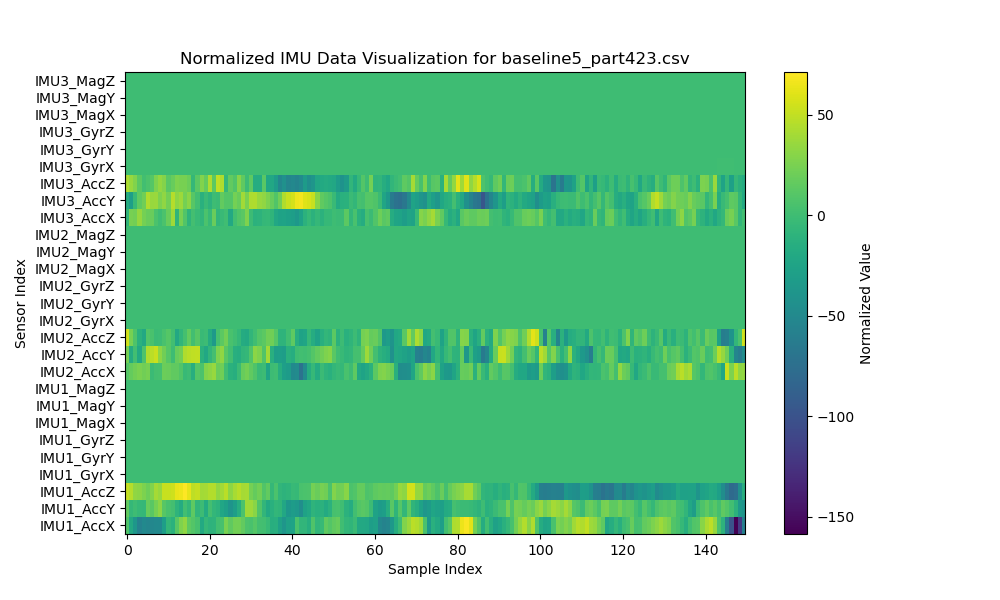 Normalized IMU Data Visualization for baseline5_part423.csv
IMU3_MagZ
IMU3_MagY
IMU3_MagX
IMU3_GyrZ
IMU3_GyrY
IMU3_GyrX
IMU3_AccZ
IMU3_AccY
IMU3_AccX
IMU2_MagZ
IMU2_MagY
IMU2_MagX
IMU2_GyrZ
IMU2_GyrY
IMU2_GyrX
IMU2_AccZ
IMU2_AccY
IMU2_AccX
IMU1_MagZ
IMU1_MagY
IMU1_MagX
IMU1_GyrZ
IMU1_GyrY
IMU1_GyrX
IMU1_AccZ
IMU1_AccY
IMU1_AccX
Sensor Index
0 20 40 60 80 100 120 140
Sample Index
50
0
−50
−100
−150
Normalized Value